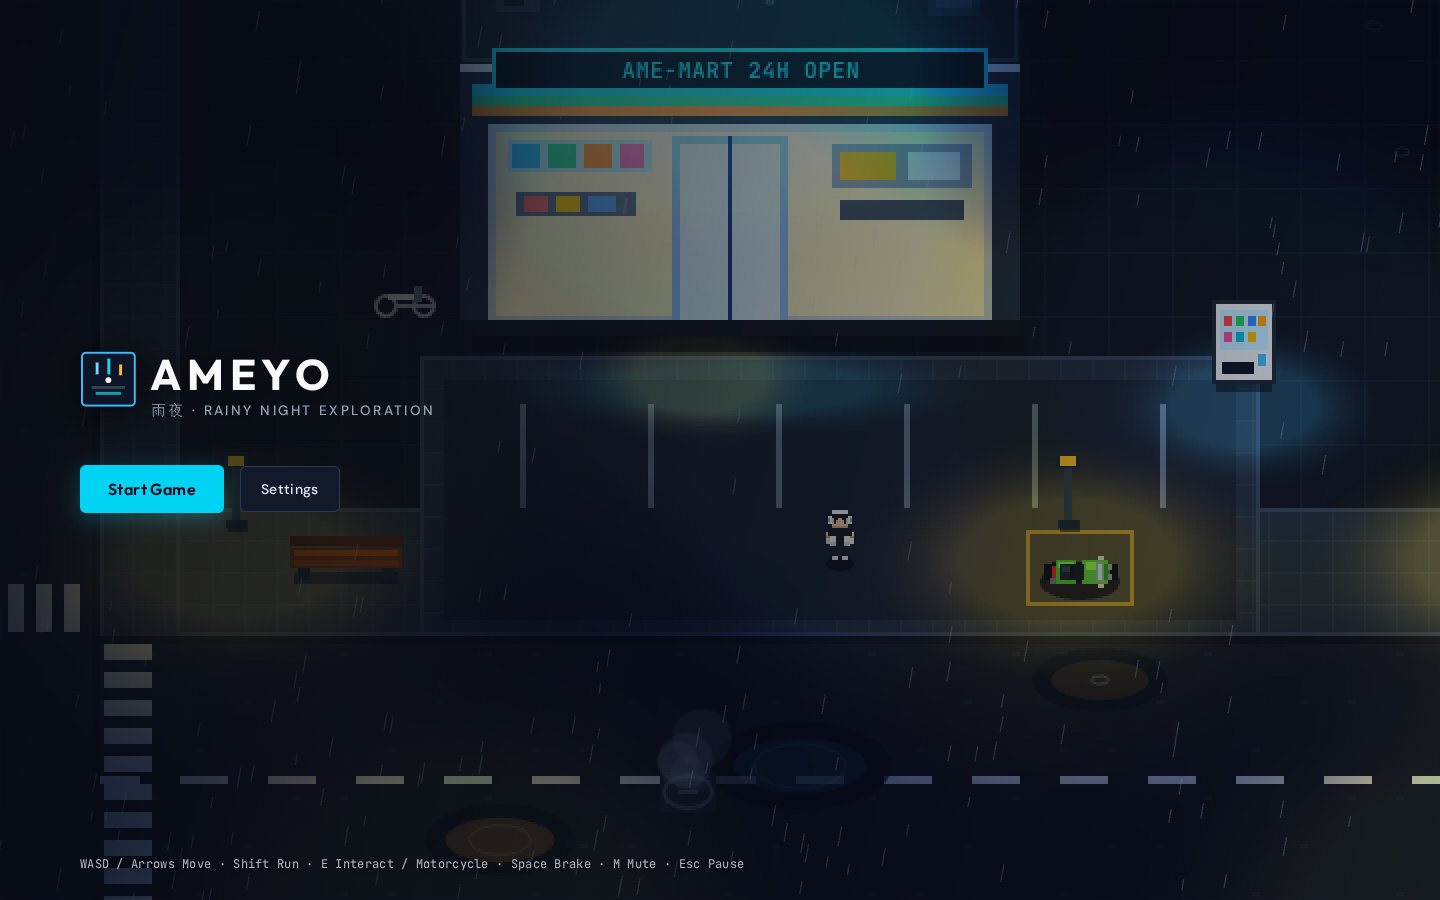 AME-MART 24H OPEN
AMEYO
雨夜 · RAINY NIGHT EXPLORATION
Start Game
Settings
WASD / Arrows Move · Shift Run · E Interact / Motorcycle · Space Brake · M Mute · Esc Pause